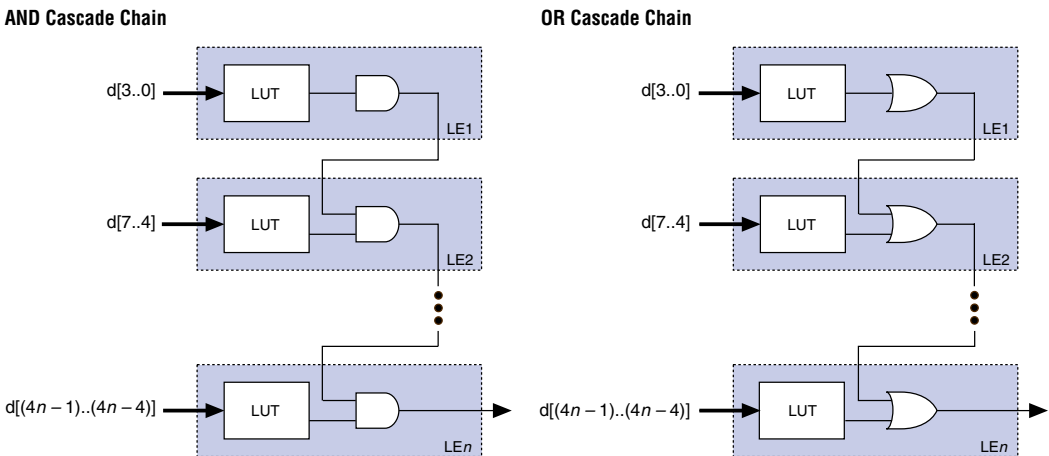 AND Cascade Chain
d[3..0]
LUT
LE1
d[7..4]
LUT
LE2
d[(4n – 1)..(4n – 4)]
LUT
LEn
OR Cascade Chain
d[3..0]
LUT
LE1
d[7..4]
LUT
LE2
d[(4n – 1)..(4n – 4)]
LUT
LEn